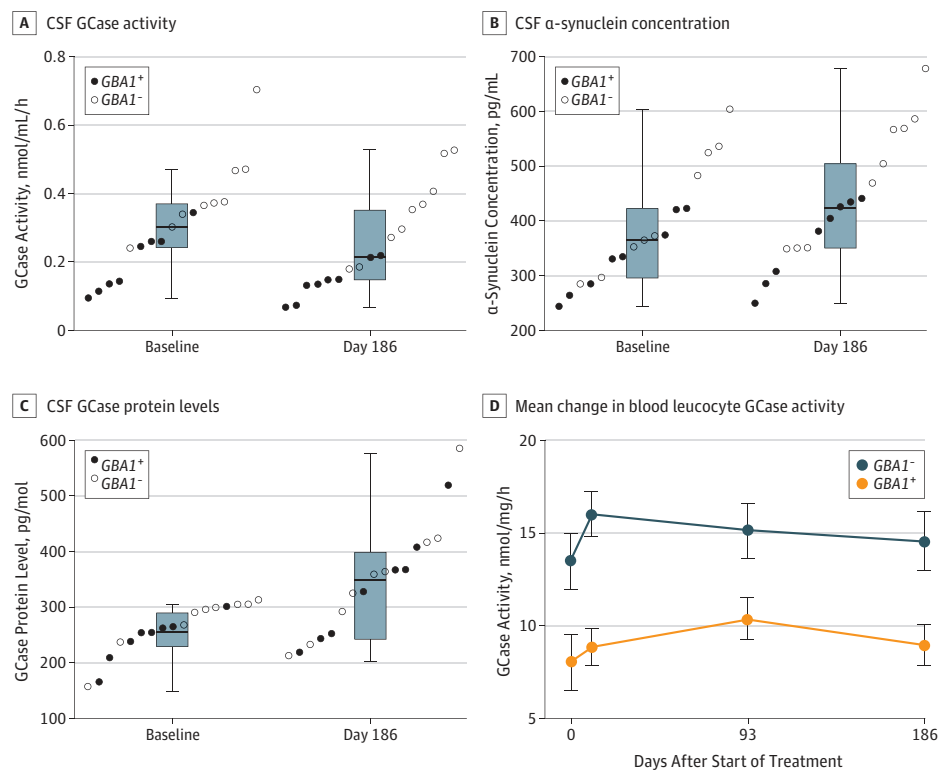 A CSF GCase activity
GCase Activity, nmol/mL/h
0.8
0.6
0.4
0.2
0
GBA1+
GBA1-
Baseline
Day 186
B CSF α-synuclein concentration
α-Synuclein Concentration, pg/mL
700
600
500
400
300
200
GBA1+
GBA1-
Baseline
Day 186
C CSF GCase protein levels
GCase Protein Level, pg/mol
600
500
400
300
200
100
GBA1+
GBA1-
Baseline
Day 186
D Mean change in blood leucocyte GCase activity
GCase Activity, nmol/mg/h
20
15
10
5
GBA1-
GBA1+
0
93
186
Days After Start of Treatment